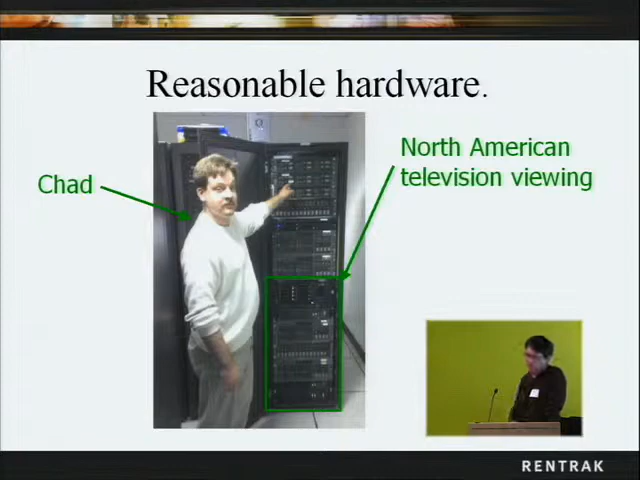 Reasonable hardware.
Chad
North American
television viewing
RENTRAK